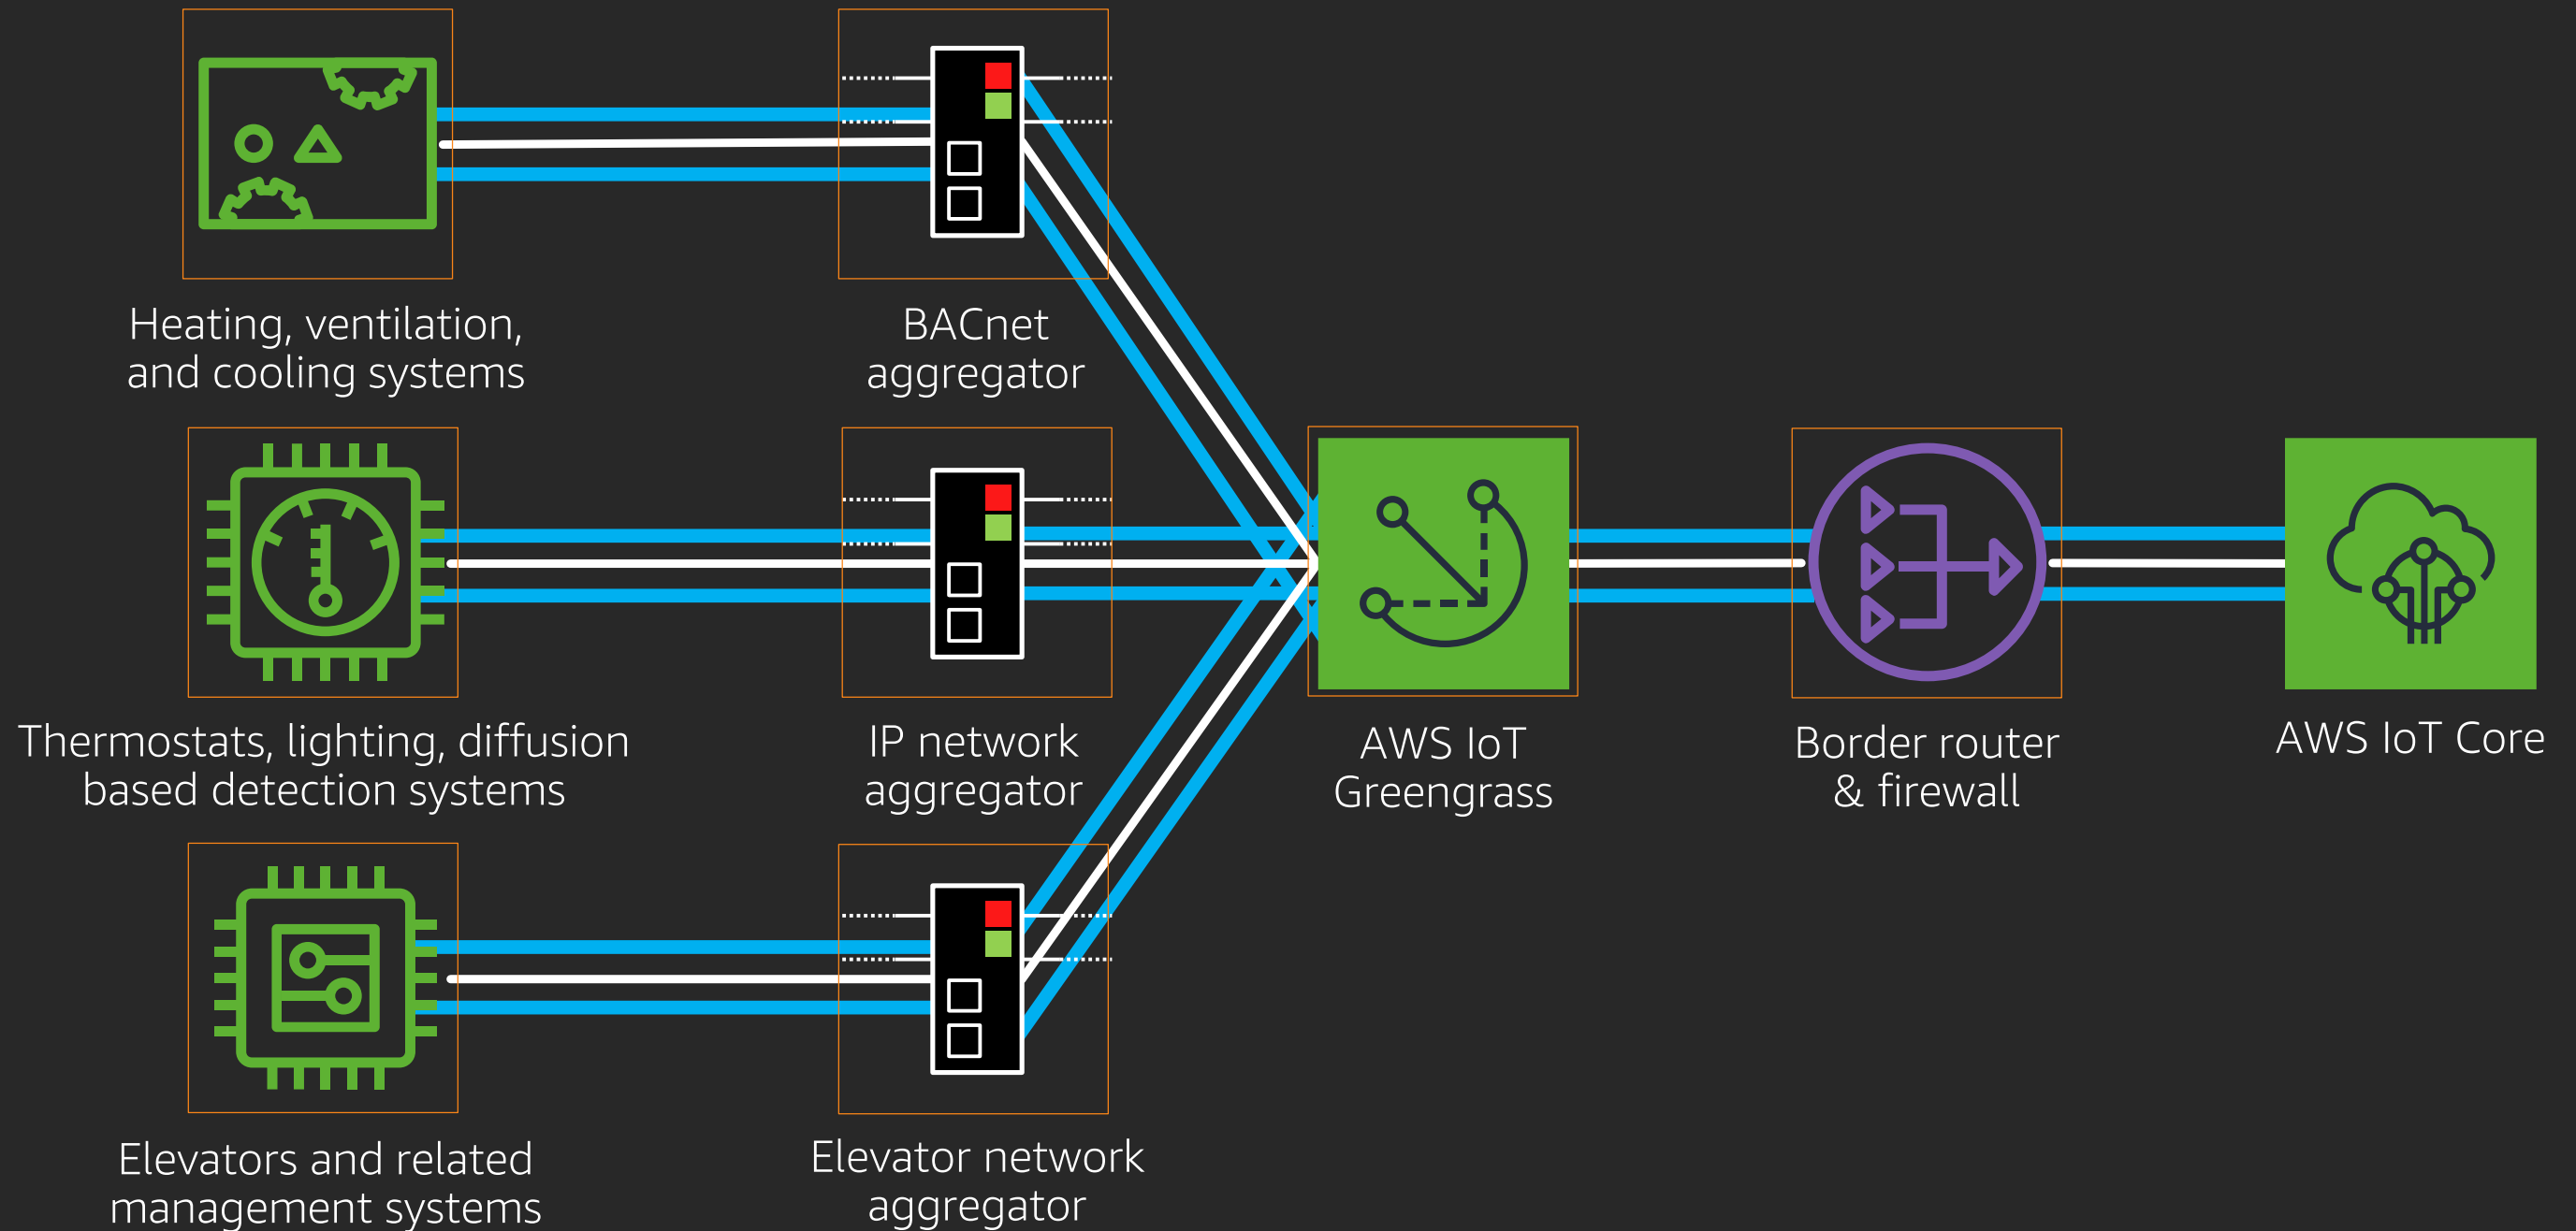 Heating, ventilation,
and cooling systems
BACnet
aggregator
Thermostats, lighting, diffusion
based detection systems
IP network
aggregator
AWS IoT
Greengrass
Border router
& firewall
AWS IoT Core
Elevators and related
management systems
Elevator network
aggregator